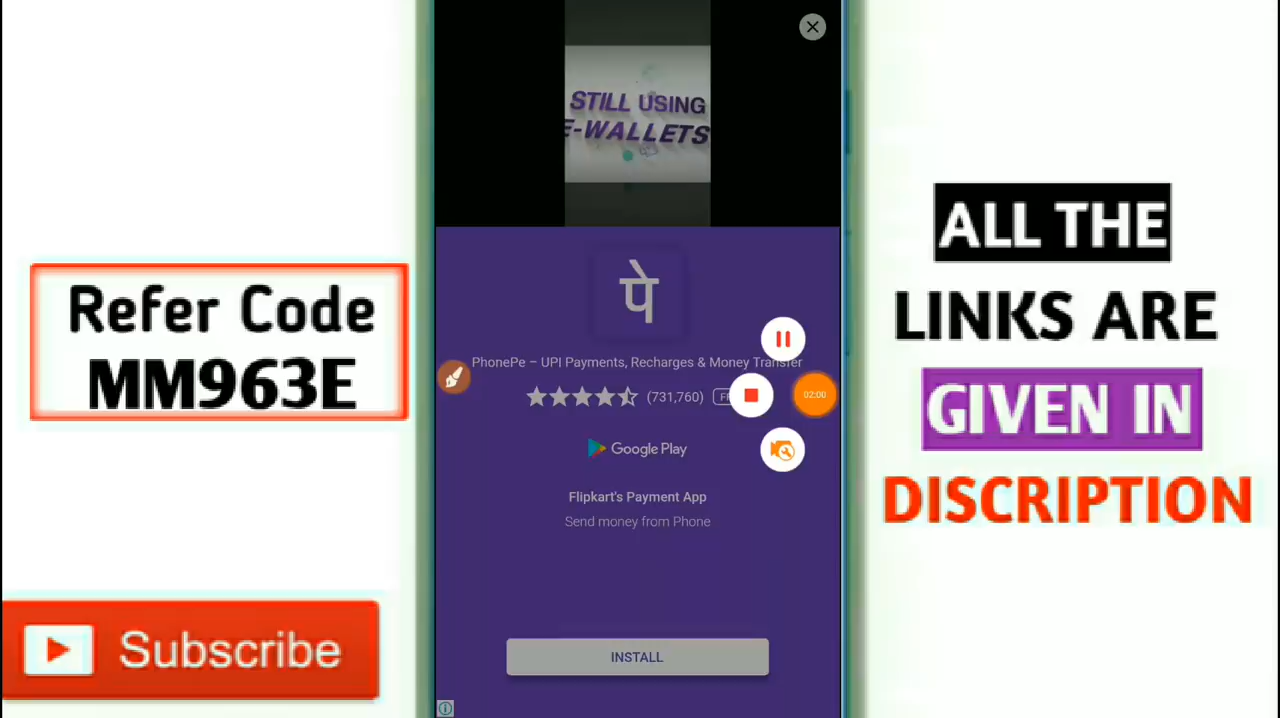 Refer Code
MM963E
Subscribe
STILL USING
E-WALLETS
पे
PhonePe – UPI Payments, Recharges & Money Transfer
(731,760)
02:00
Google Play
Flipkart's Payment App
Send money from Phone
INSTALL
ALL THE
LINKS ARE
GIVEN IN
DISCRIPTION